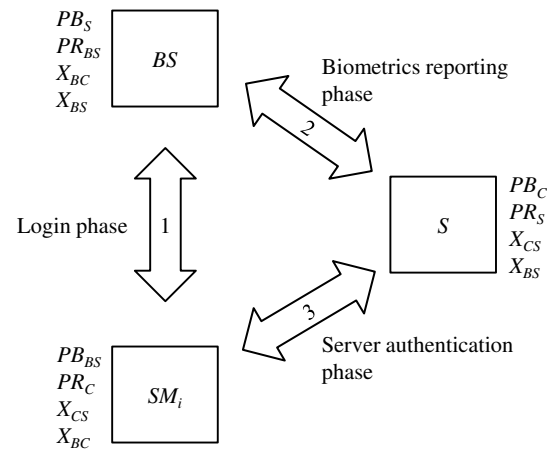 PB_S
PR_BS
X_BC
X_BS
BS
Biometrics reporting
phase
2
Login phase
1
S
PB_C
PR_S
X_CS
X_BS
3
Server authentication
phase
PB_BS
PR_C
X_CS
X_BC
SM_i